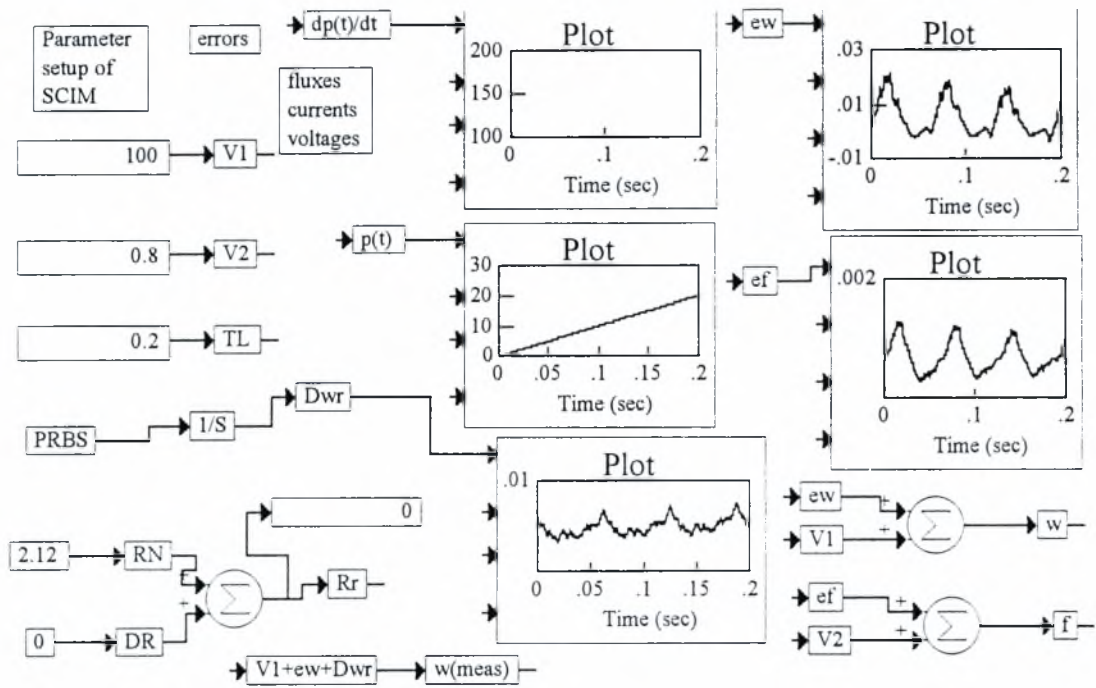 Parameter
setup of
SCIM
errors
fluxes
currents
voltages
dp(t)/dt
Plot
200
150
100
0
.1
.2
Time (sec)
ew
Plot
.03
.01
-.01
0
.1
.2
Time (sec)
100
V1
0.8
V2
0.2
TL
p(t)
Plot
30
20
10
0
0
.05
.1
.15
.2
Time (sec)
ef
Plot
.002
0
.1
.2
Time (sec)
PRBS
1/S
Dwr
Plot
.01
0
.05
.1
.15
.2
Time (sec)
0
2.12
RN
+
+
Σ
Rr
0
DR
V1+ew+Dwr
w(meas)
ew
V1
+
+
Σ
w
ef
V2
+
+
Σ
f